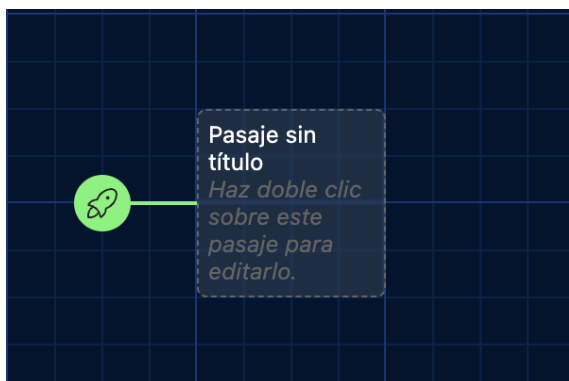 Pasaje sin
título
Haz doble clic
sobre este
pasaje para
editarlo.